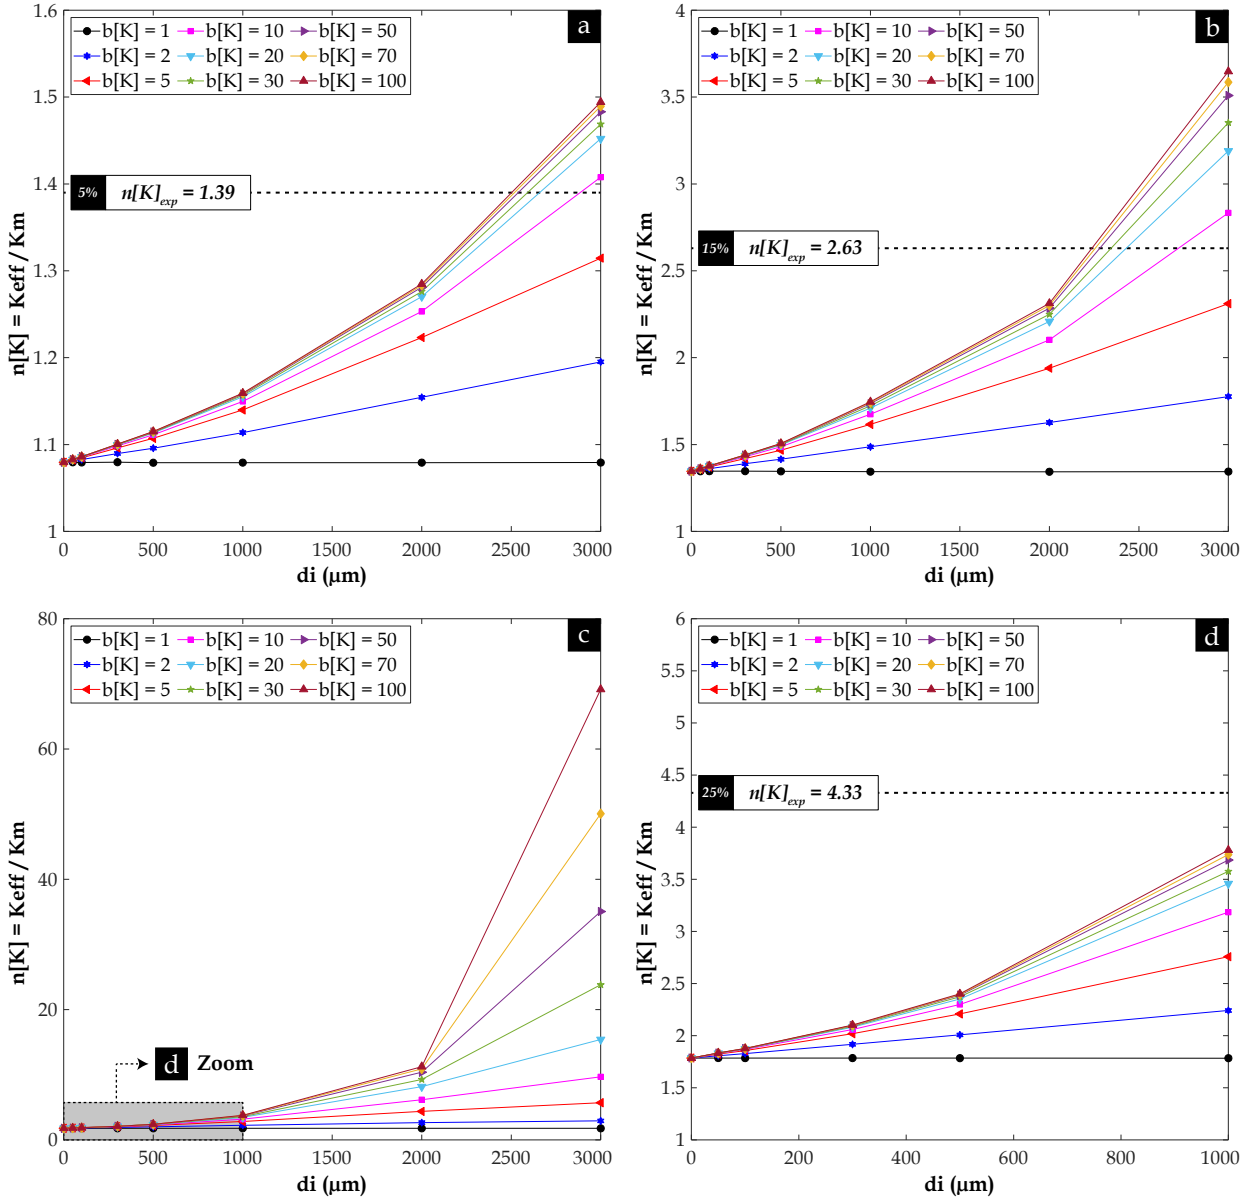 a
b[K] = 1 b[K] = 10 b[K] = 50
b[K] = 2 b[K] = 20 b[K] = 70
b[K] = 5 b[K] = 30 b[K] = 100
5% n[K]exp = 1.39
n[K] = Keff / Km
1.6
1.5
1.4
1.3
1.2
1.1
1
0 500 1000 1500 2000 2500 3000
di (μm)
b
b[K] = 1 b[K] = 10 b[K] = 50
b[K] = 2 b[K] = 20 b[K] = 70
b[K] = 5 b[K] = 30 b[K] = 100
15% n[K]exp = 2.63
n[K] = Keff / Km
4
3.5
3
2.5
2
1.5
1
0 500 1000 1500 2000 2500 3000
di (μm)
c
b[K] = 1 b[K] = 10 b[K] = 50
b[K] = 2 b[K] = 20 b[K] = 70
b[K] = 5 b[K] = 30 b[K] = 100
d Zoom
n[K] = Keff / Km
80
60
40
20
0
0 500 1000 1500 2000 2500 3000
di (μm)
d
b[K] = 1 b[K] = 10 b[K] = 50
b[K] = 2 b[K] = 20 b[K] = 70
b[K] = 5 b[K] = 30 b[K] = 100
25% n[K]exp = 4.33
n[K] = Keff / Km
6
5.5
5
4.5
4
3.5
3
2.5
2
1.5
1
0 200 400 600 800 1000
di (μm)